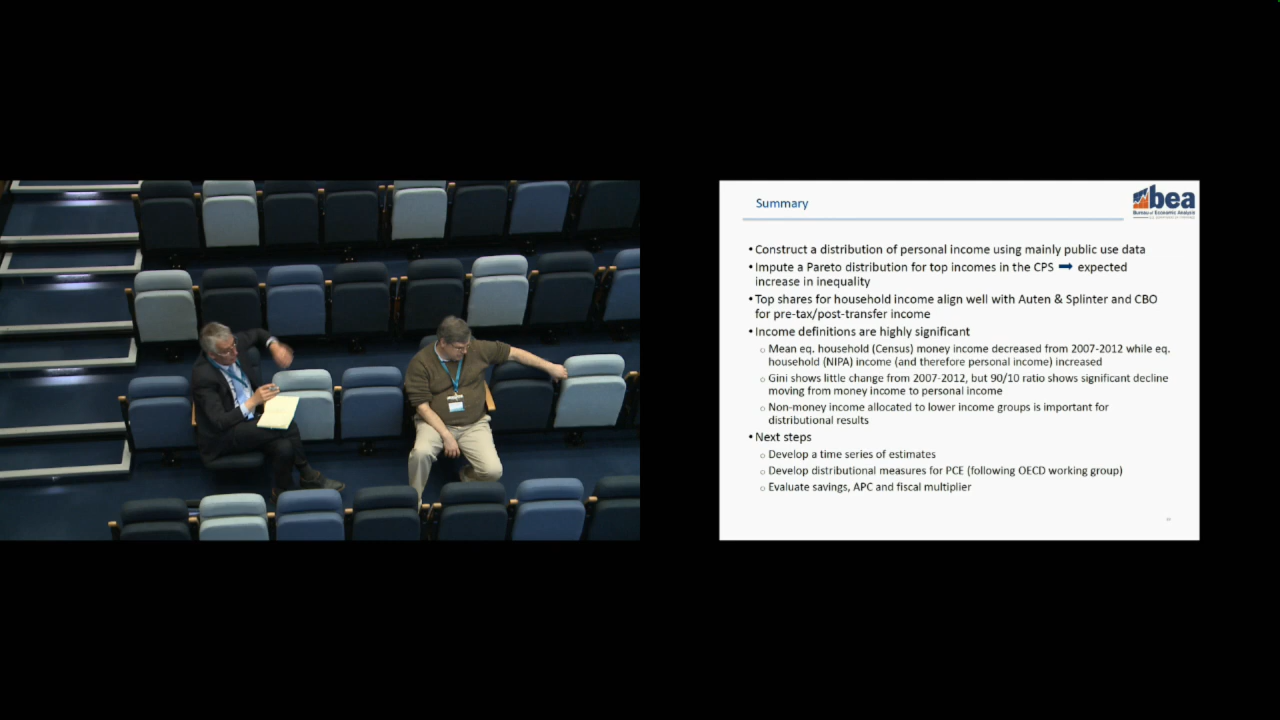 Summary
bea
Bureau of Economic Analysis
• Construct a distribution of personal income using mainly public use data
• Impute a Pareto distribution for top incomes in the CPS ➡ expected
increase in inequality
• Top shares for household income align well with Auten & Splinter and CBO
for pre-tax/post-transfer income
• Income definitions are highly significant
○ Mean eq. household (Census) money income decreased from 2007-2012 while eq.
household (NIPA) income (and therefore personal income) increased
○ Gini shows little change from 2007-2012, but 90/10 ratio shows significant decline
moving from money income to personal income
○ Non-money income allocated to lower income groups is important for
distributional results
• Next steps
○ Develop a time series of estimates
○ Develop distributional measures for PCE (following OECD working group)
○ Evaluate savings, APC and fiscal multiplier